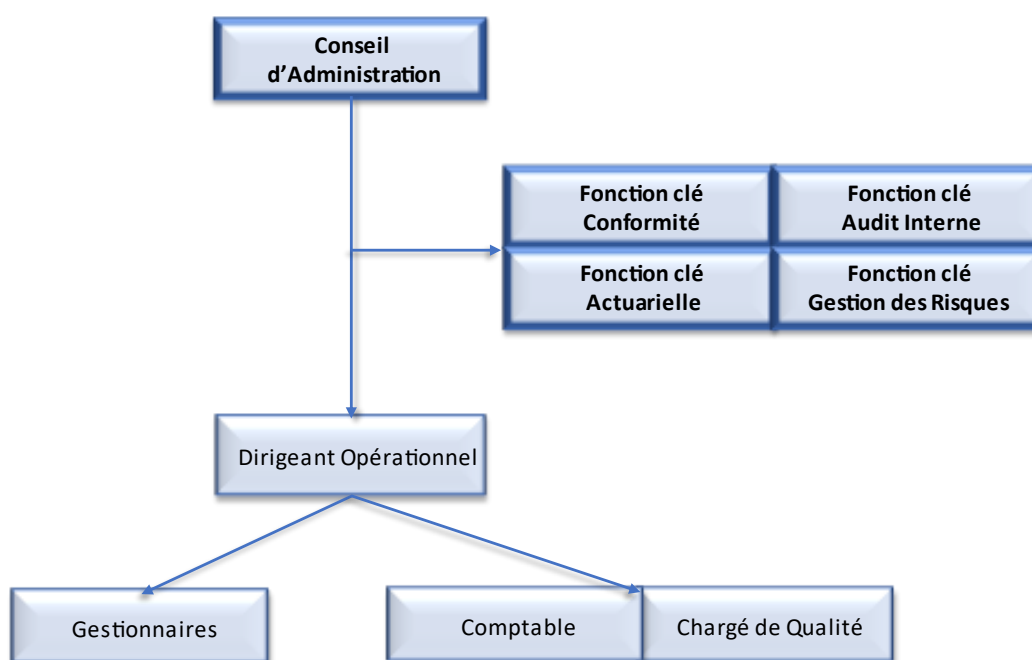 Conseil
d'Administration
Fonction clé
Conformité
Fonction clé
Audit Interne
Fonction clé
Actuarielle
Fonction clé
Gestion des Risques
Dirigeant Opérationnel
Gestionnaires
Comptable
Chargé de Qualité